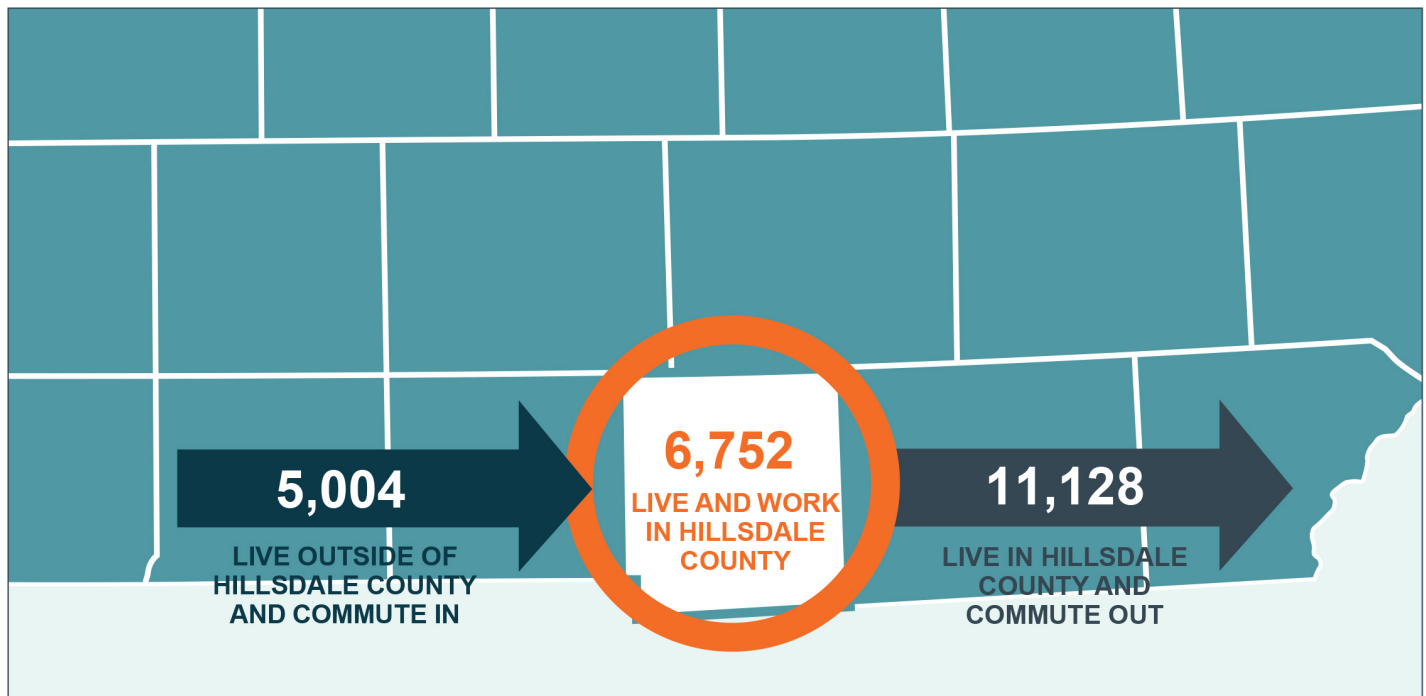 5,004
LIVE OUTSIDE OF
HILLSDALE COUNTY
AND COMMUTE IN
6,752
LIVE AND WORK
IN HILLSDALE
COUNTY
11,128
LIVE IN HILLSDALE
COUNTY AND
COMMUTE OUT